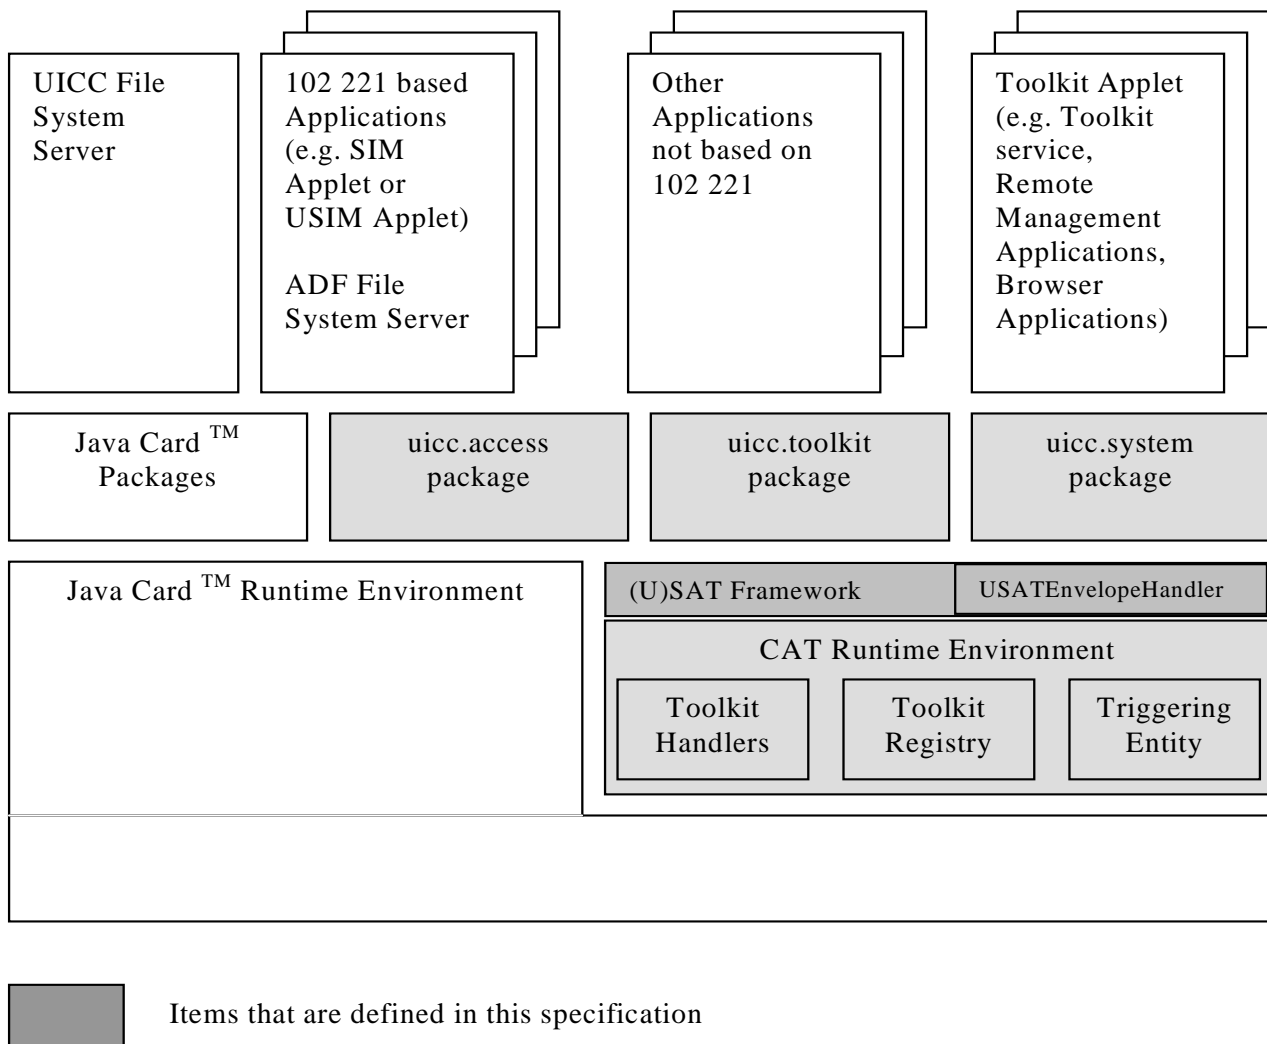 UICC File
System
Server
102 221 based
Applications
(e.g. SIM
Applet or
USIM Applet)
ADF File
System Server
Other
Applications
not based on
102 221
Toolkit Applet
(e.g. Toolkit
service,
Remote
Management
Applications,
Browser
Applications)
Java Card TM
Packages
uicc.access
package
uicc.toolkit
package
uicc.system
package
Java Card TM Runtime Environment
(U)SAT Framework
USATEnvelopeHandler
CAT Runtime Environment
Toolkit
Handlers
Toolkit
Registry
Triggering
Entity
Items that are defined in this specification